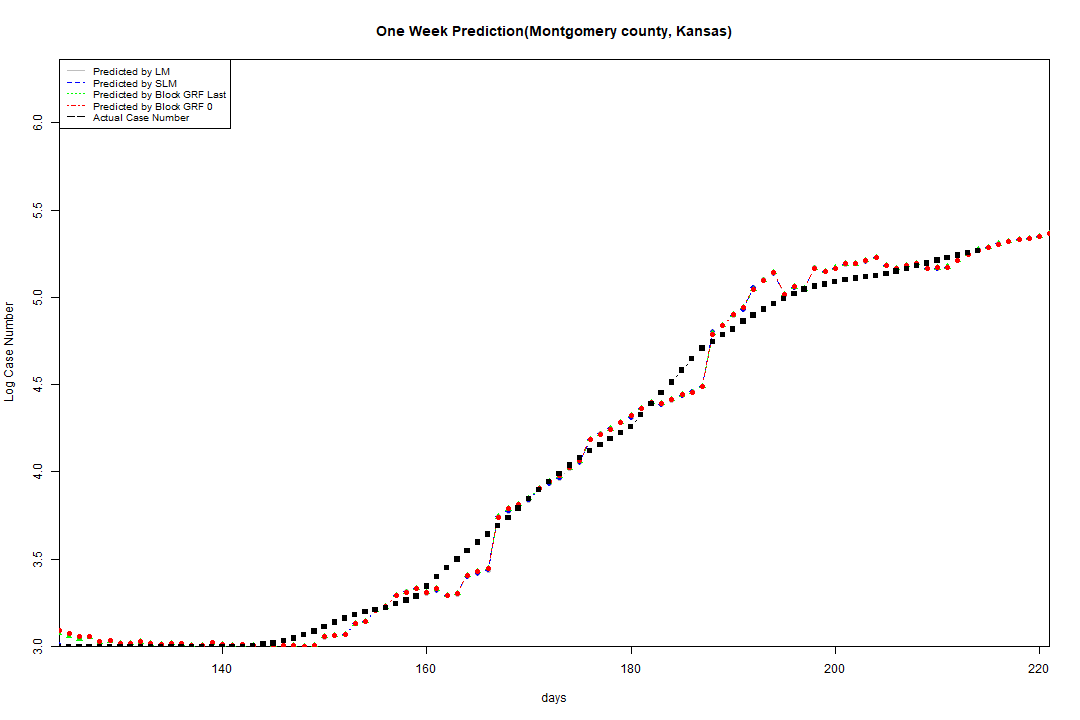 One Week Prediction(Montgomery county, Kansas)
Predicted by LM
Predicted by SLM
Predicted by Block GRF Last
Predicted by Block GRF 0
Actual Case Number
6.0
5.5
5.0
4.5
4.0
3.5
3.0
Log Case Number
140 160 180 200 220
days